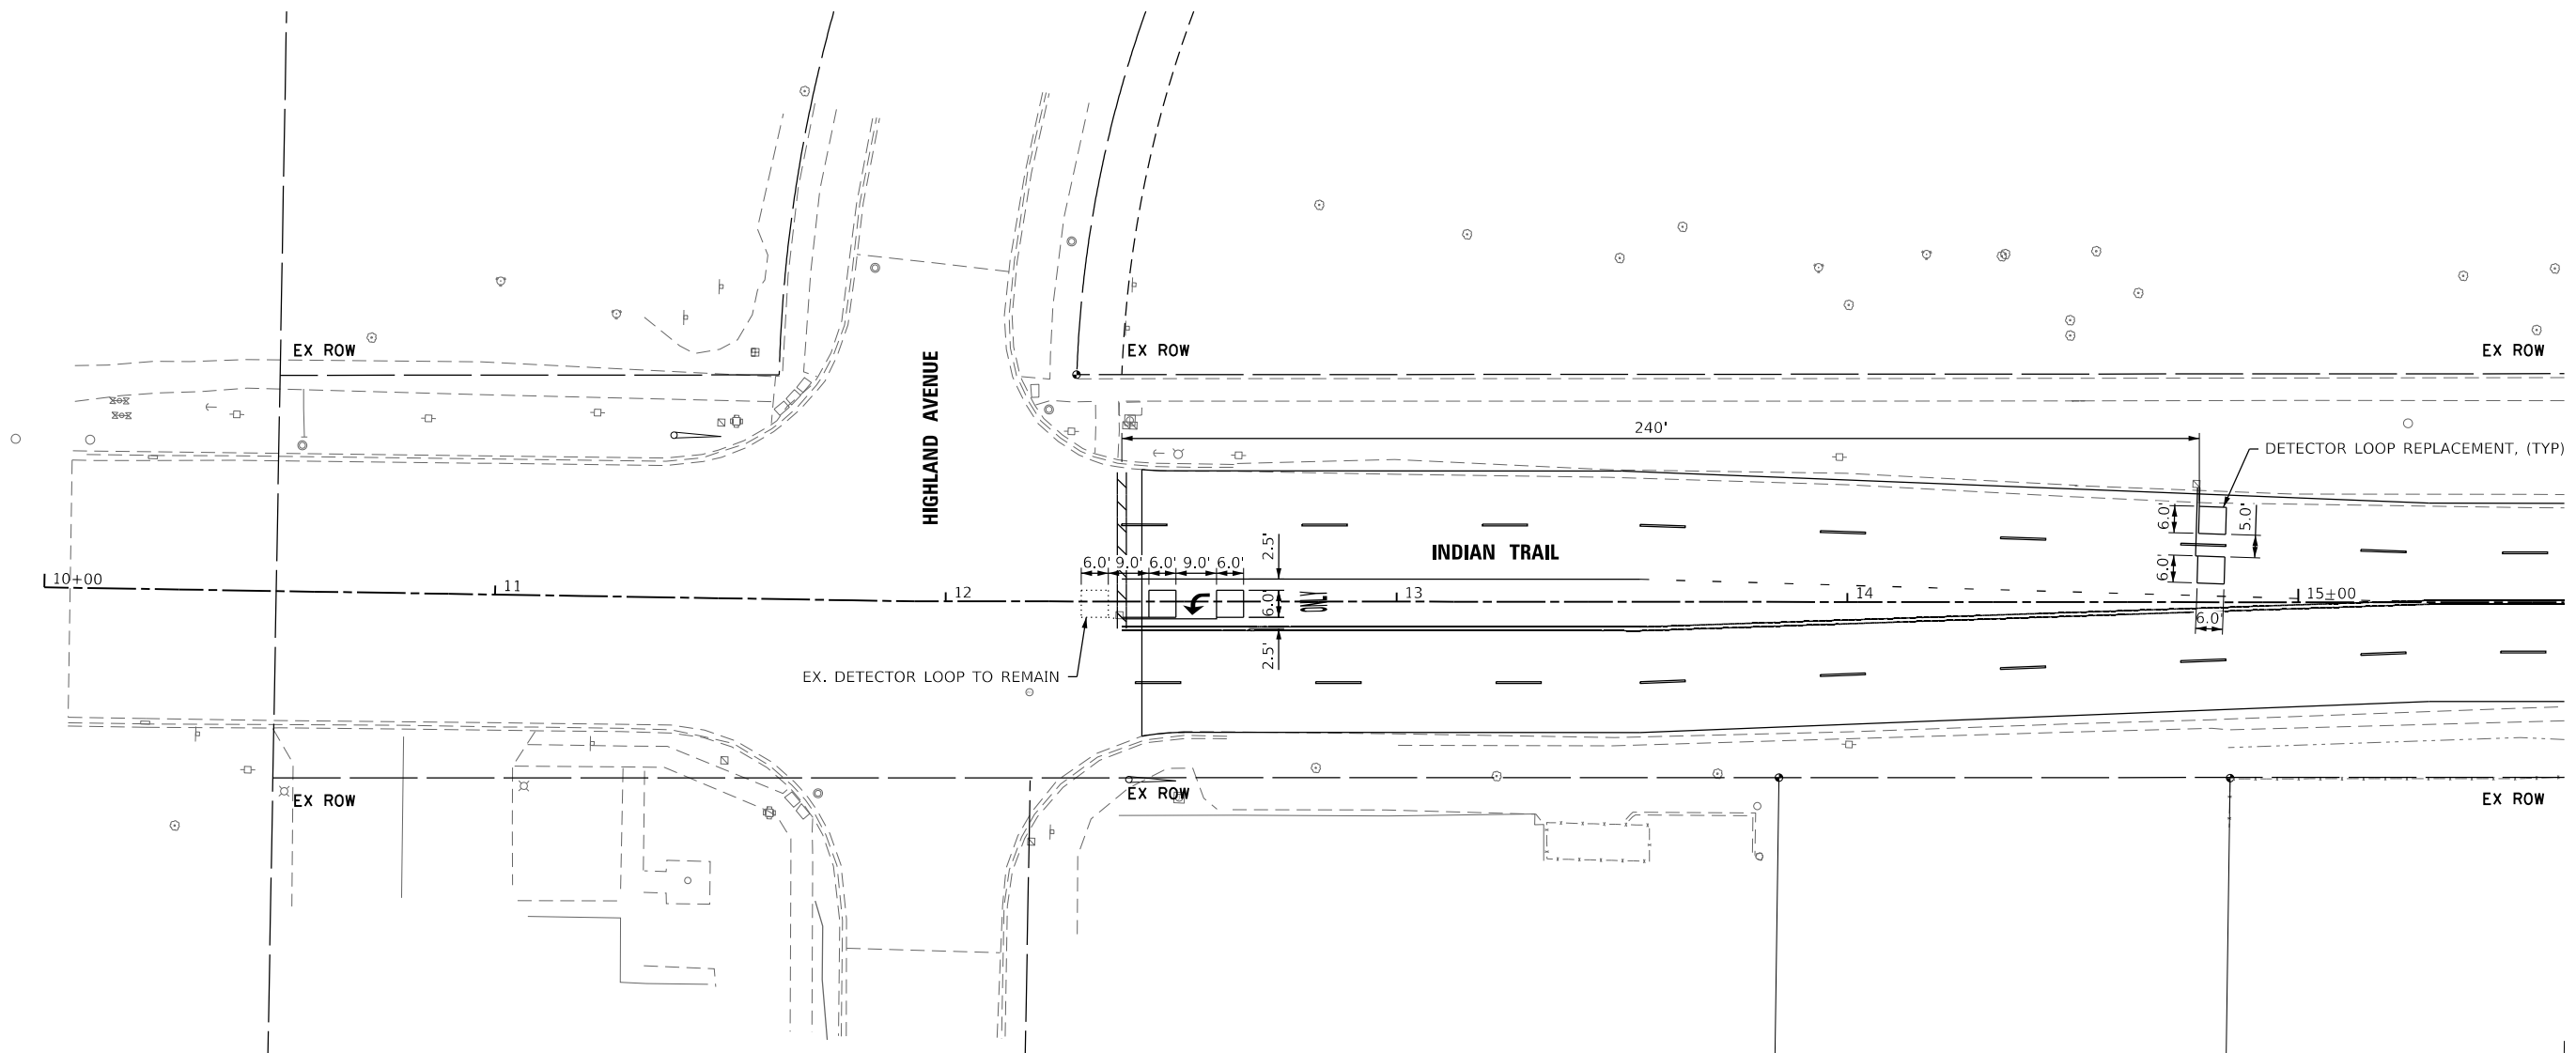 EX ROW
EX ROW
EX ROW
HIGHLAND AVENUE
240'
DETECTOR LOOP REPLACEMENT, (TYP)
6.0'
5.0'
INDIAN TRAIL
2.5'
6.0' 9.0' 6.0' 9.0' 6.0'
6.0'
10+00
11
12
13
14
15+00
6.0'
6.0'
2.5'
EX. DETECTOR LOOP TO REMAIN
EX ROW
EX ROW
EX ROW